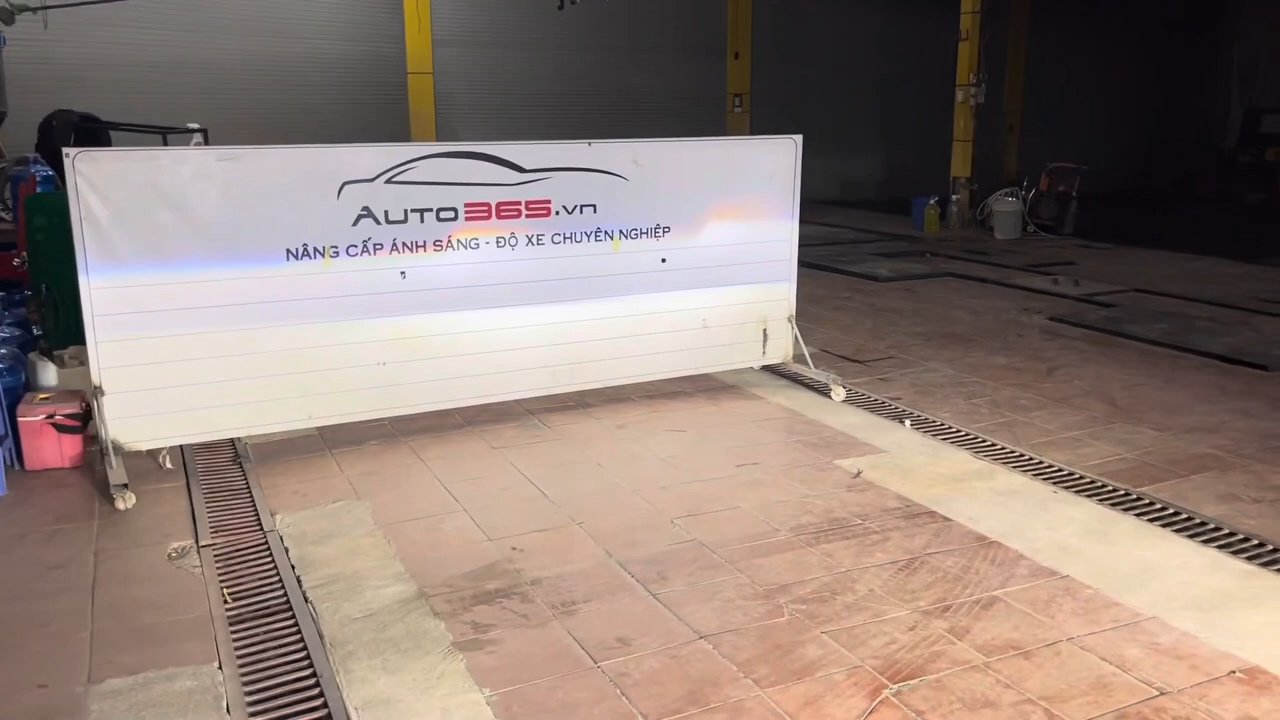 AUTO365.VN
NÂNG CẤP ÁNH SÁNG - ĐỘ XE CHUYÊN NGHIỆP